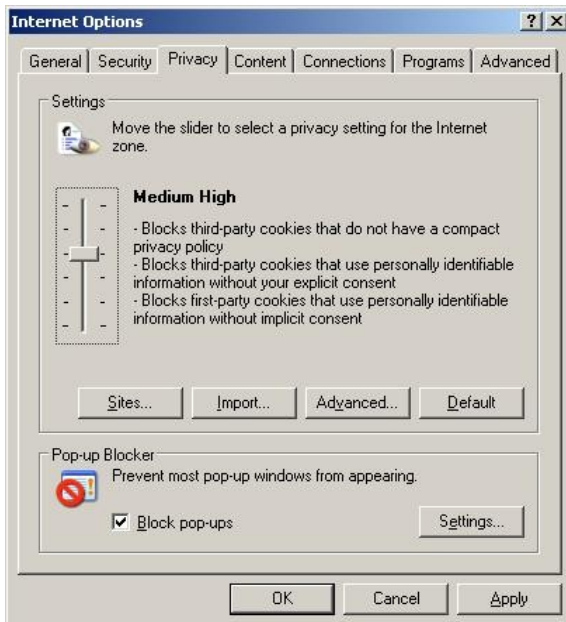 Internet Options
General Security Privacy Content Connections Programs Advanced
Settings
Move the slider to select a privacy setting for the Internet
zone.
Medium High
- Blocks third-party cookies that do not have a compact
privacy policy
- Blocks third-party cookies that use personally identifiable
information without your explicit consent
- Blocks first-party cookies that use personally identifiable
information without implicit consent
Sites... Import... Advanced... Default
Pop-up Blocker
Prevent most pop-up windows from appearing.
Block pop-ups
Settings...
OK Cancel Apply